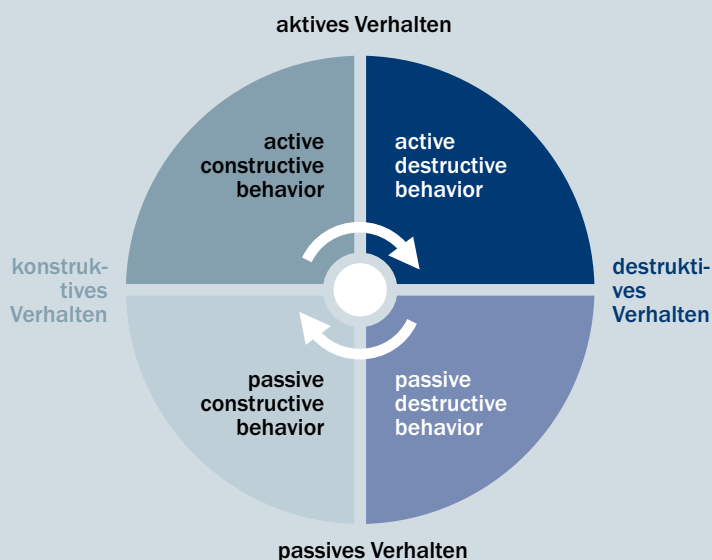 aktives Verhalten
active
constructive
behavior
active
destructive
behavior
konstruk-
tives
Verhalten
destrukti-
ves
Verhalten
passive
constructive
behavior
passive
destructive
behavior
passives Verhalten